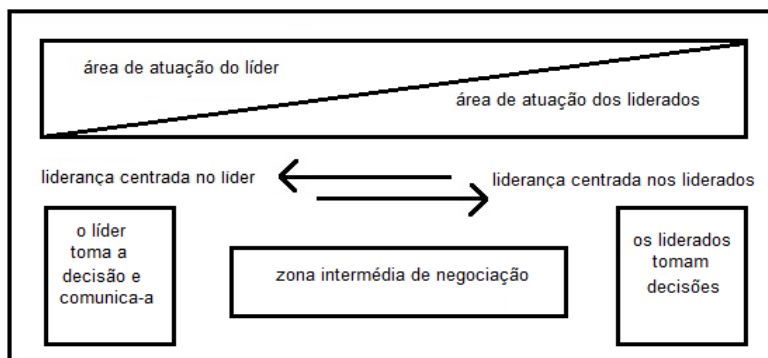 área de atuação do líder
área de atuação dos liderados
liderança centrada no líder
liderança centrada nos liderados
o líder
toma a
decisão e
comunica-a
zona intermédia de negociação
os liderados
tomam
decisões